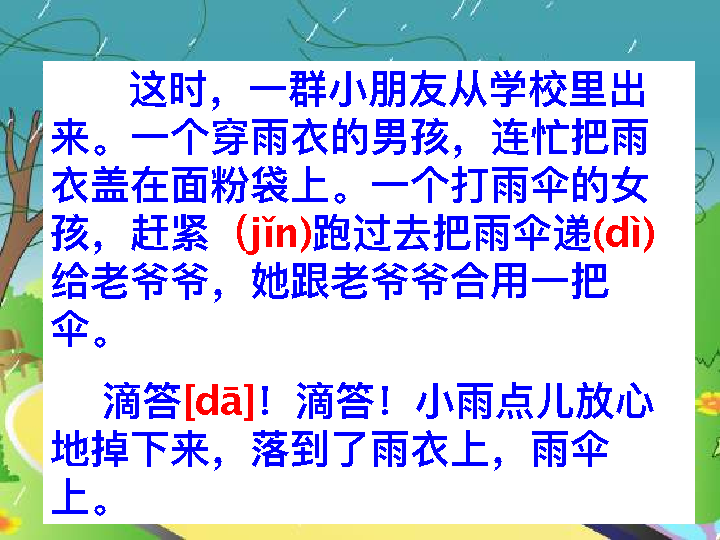 这时，一群小朋友从学校里出
来。一个穿雨衣的男孩，连忙把雨
衣盖在面粉袋上。一个打雨伞的女
孩，赶紧（jǐn)跑过去把雨伞递(dì)
给老爷爷，她跟老爷爷合用一把
伞。
滴答[dā]！滴答！小雨点儿放心
地掉下来，落到了雨衣上，雨伞
上。